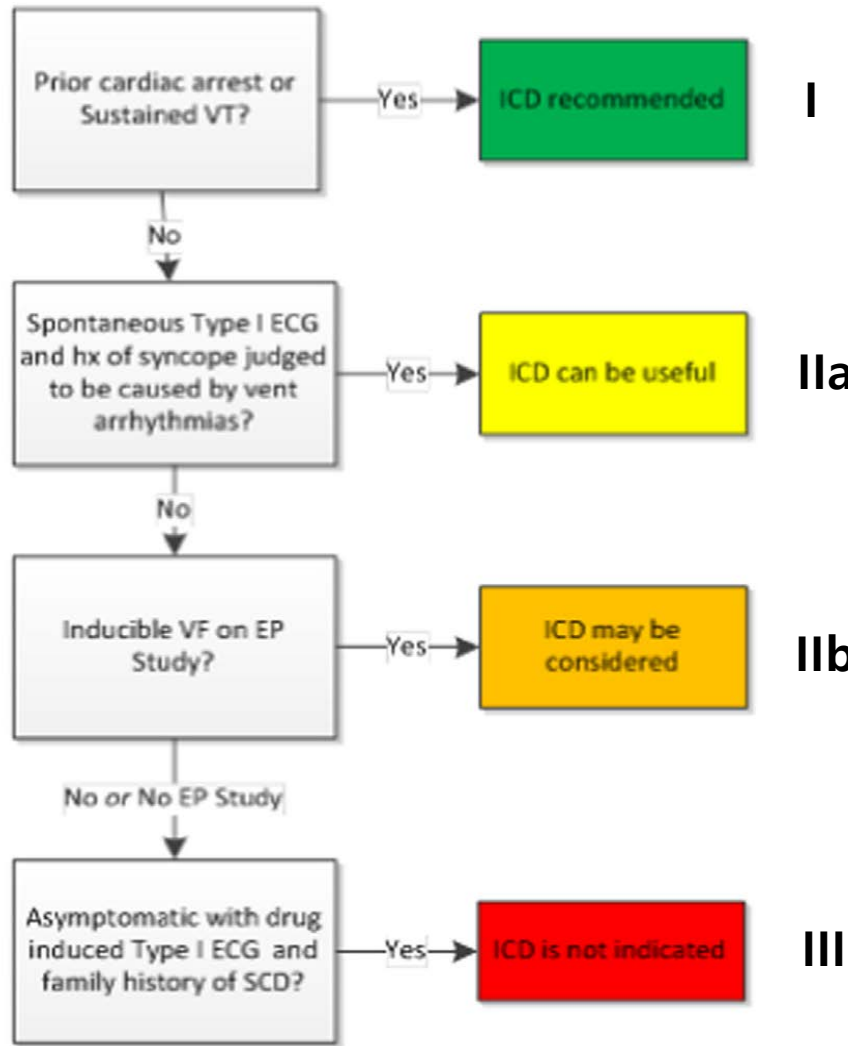 Prior cardiac arrest or
Sustained VT?
Yes
ICD recommended
I
No
Spontaneous Type I ECG
and hx of syncope judged
to be caused by vent
arrhythmias?
Yes
ICD can be useful
IIa
No
Inducible VF on EP
Study?
Yes
ICD may be
considered
IIb
No or No EP Study
Asymptomatic with drug
induced Type I ECG and
family history of SCD?
Yes
ICD is not indicated
III